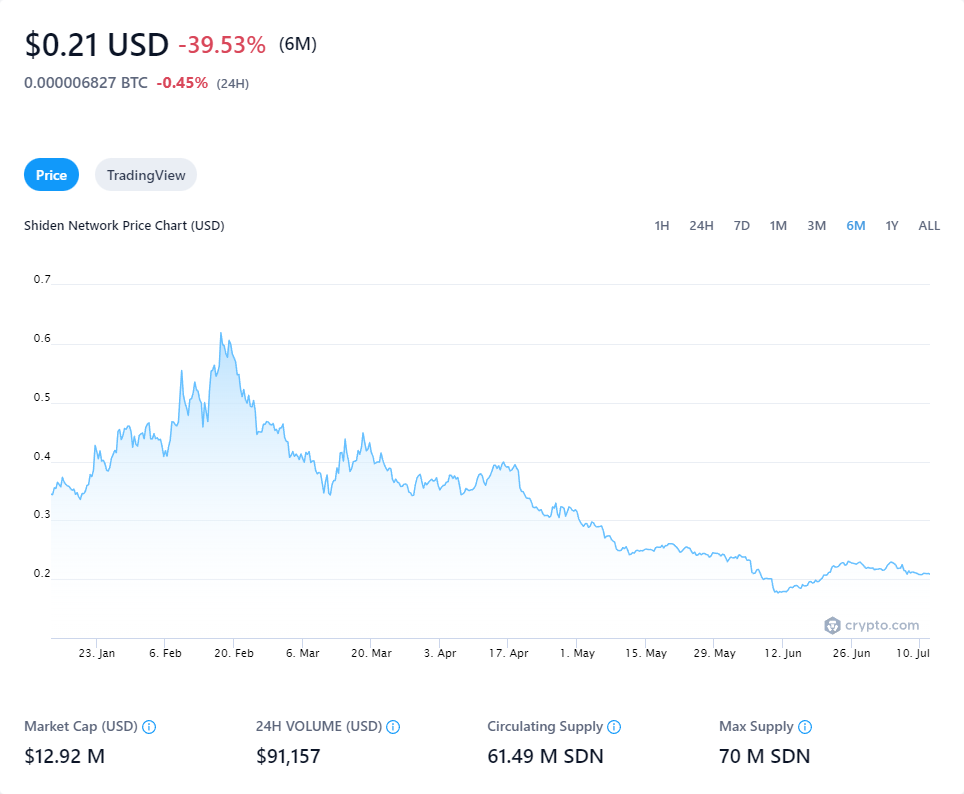 $0.21 USD -39.53% (6M)
0.000006827 BTC -0.45% (24H)
Price TradingView
Shiden Network Price Chart (USD) 1H 24H 7D 1M 3M 6M 1Y ALL
0.7
0.6
0.5
0.4
0.3
0.2
crypto.com
23. Jan 6. Feb 20. Feb 6. Mar 20. Mar 3. Apr 17. Apr 1. May 15. May 29. May 12. Jun 26. Jun 10. Jul
Market Cap (USD) 24H VOLUME (USD) Circulating Supply Max Supply
$12.92 M $91,157 61.49 M SDN 70 M SDN